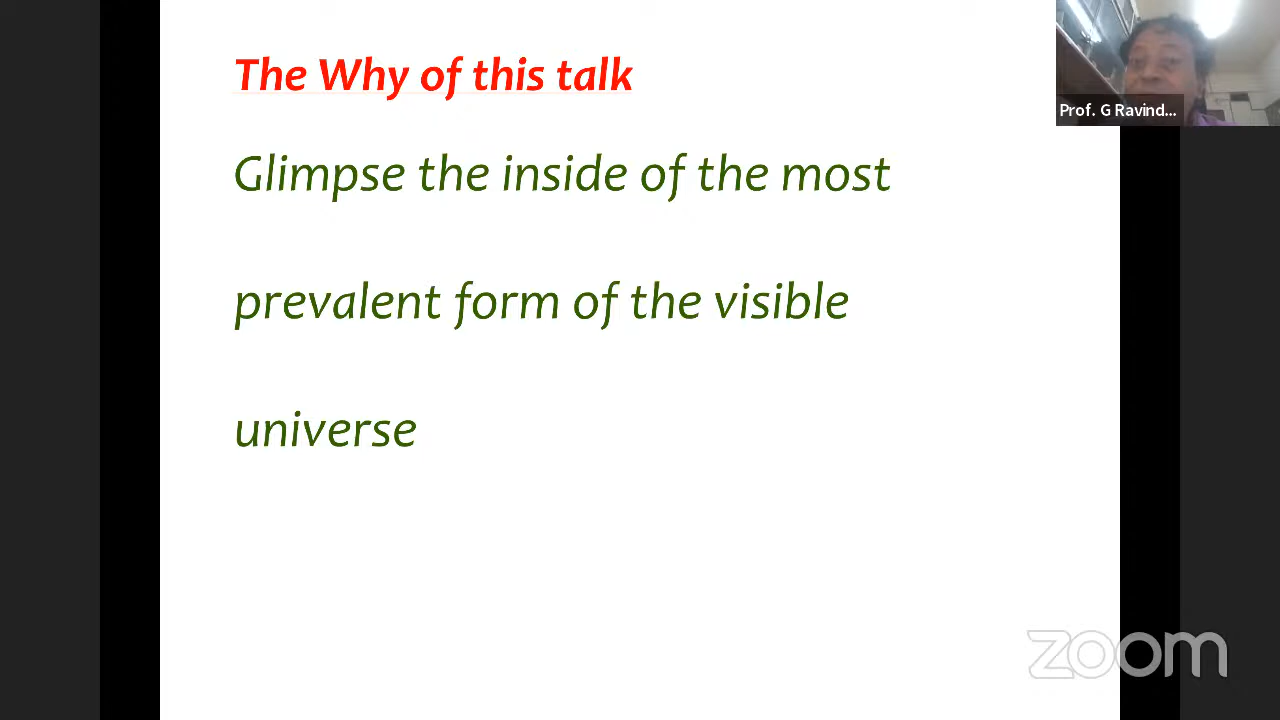 The Why of this talk
Glimpse the inside of the most
prevalent form of the visible
universe
Prof. G Ravind...
zoom